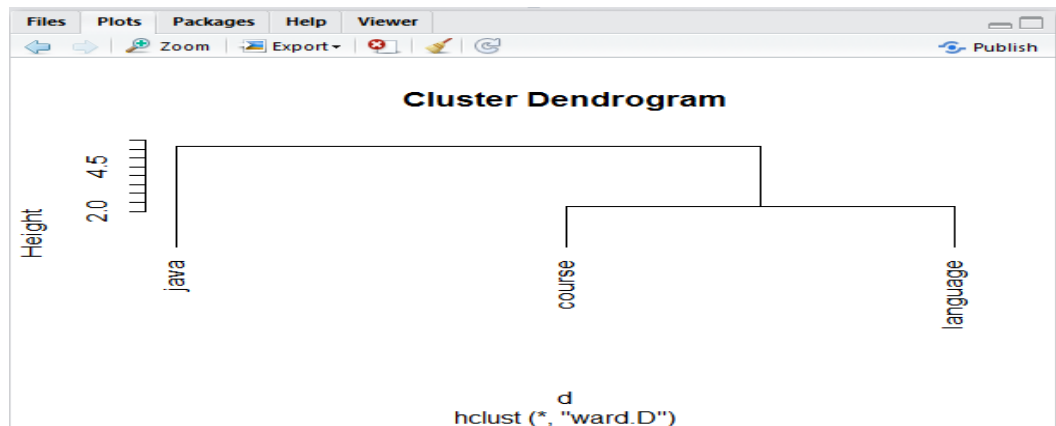 Files Plots Packages Help Viewer
Zoom Export Publish
Cluster Dendrogram
Height
2.0 4.5
java
course
language
d
hclust (*, "ward.D")